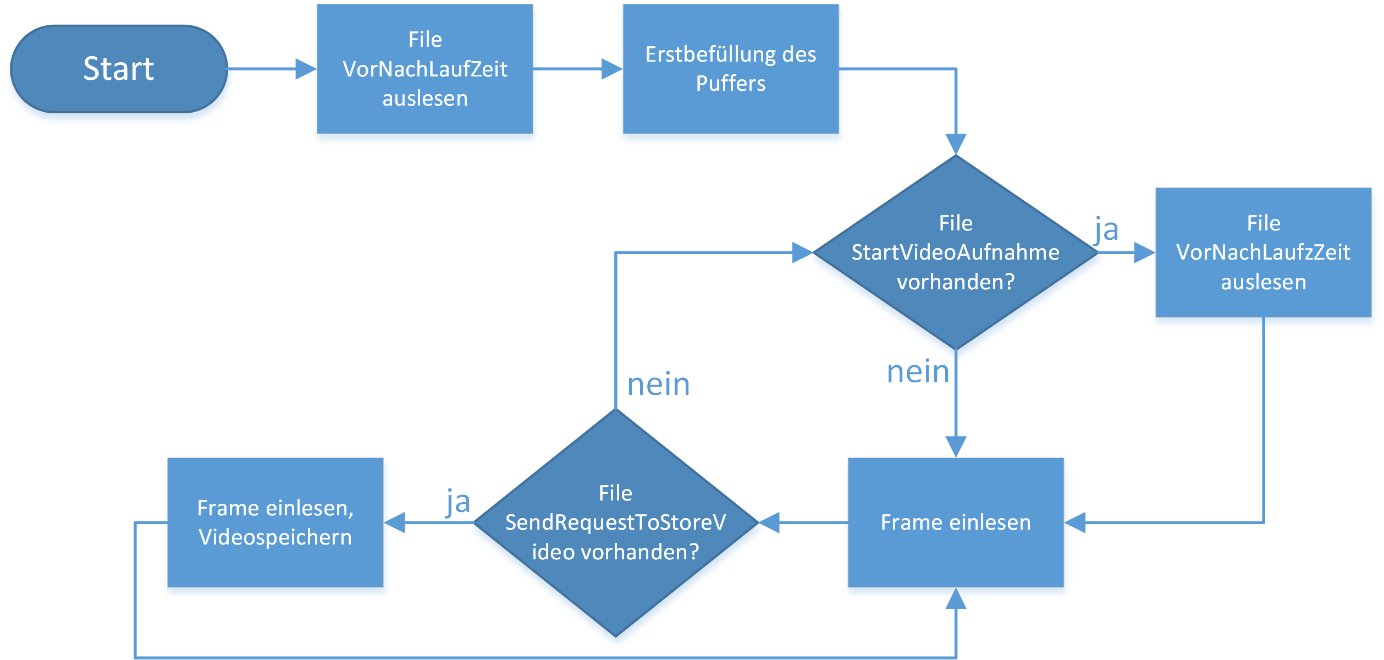 Start
File
VorNachLaufZeit
auslesen
Erstbefüllung des
Puffers
File
StartVideoAufnahme
vorhanden?
ja
File
VorNachLaufzZeit
auslesen
nein
nein
Frame einlesen,
Videospeichern
ja
File
SendRequestToStoreV
ideo vorhanden?
Frame einlesen